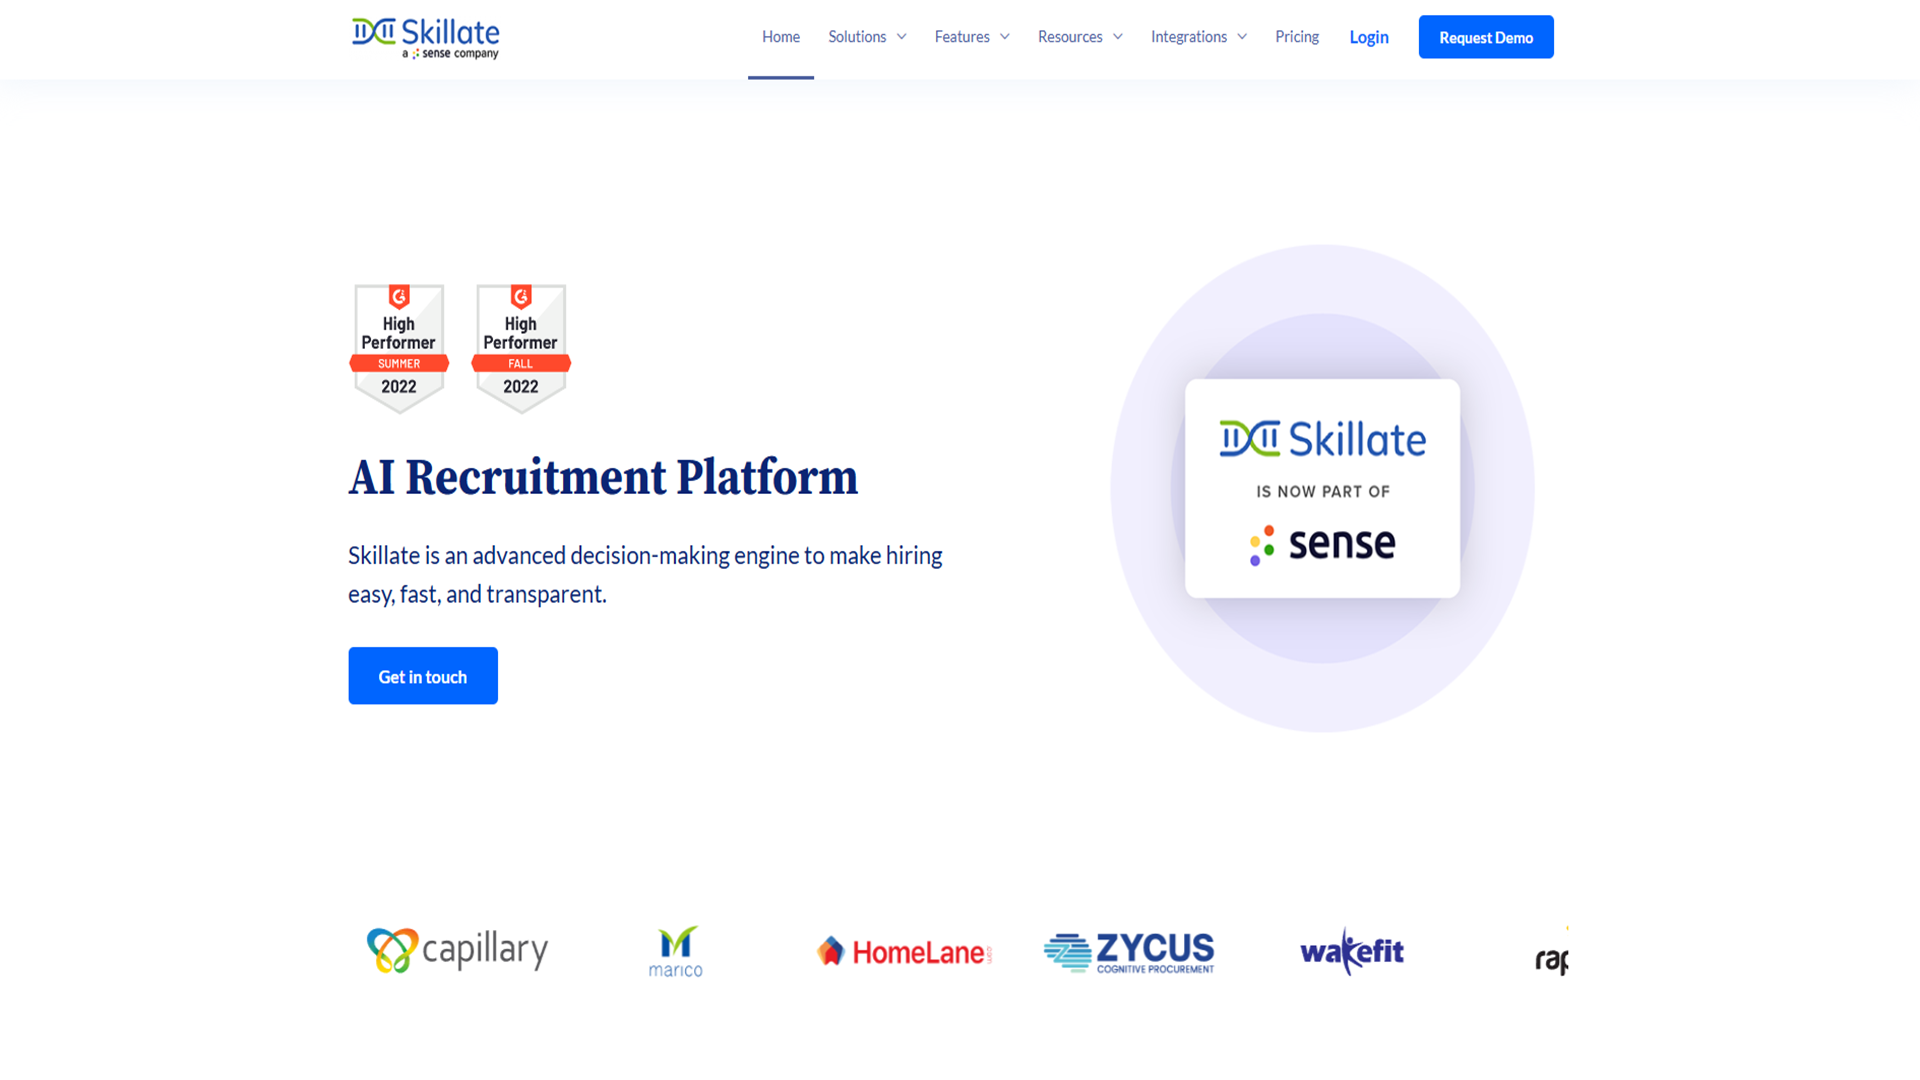 Skillate
a sense company
Home Solutions Features Resources Integrations Pricing Login Request Demo
High Performer
SUMMER
2022
High Performer
FALL
2022
AI Recruitment Platform
Skillate is an advanced decision-making engine to make hiring
easy, fast, and transparent.
Get in touch
Skillate
IS NOW PART OF
sense
capillary
marico
HomeLane
ZYCUS
COGNITIVE PROCUREMENT
wakefit